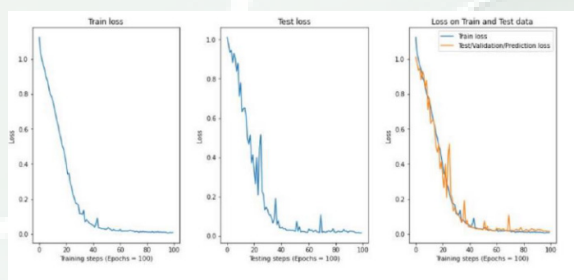 Train loss
1.0
0.8
0.6
0.4
0.2
0.0
Loss
0 20 40 60 80 100
Training steps (Epochs = 100)
Test loss
1.0
0.8
0.6
0.4
0.2
0.0
Loss
0 20 40 60 80 100
Testing steps (Epochs = 100)
Loss on Train and Test data
Train loss
Test/Validation/Prediction loss
1.0
0.8
0.6
0.4
0.2
0.0
Loss
0 20 40 60 80 100
Training steps (Epochs = 100)